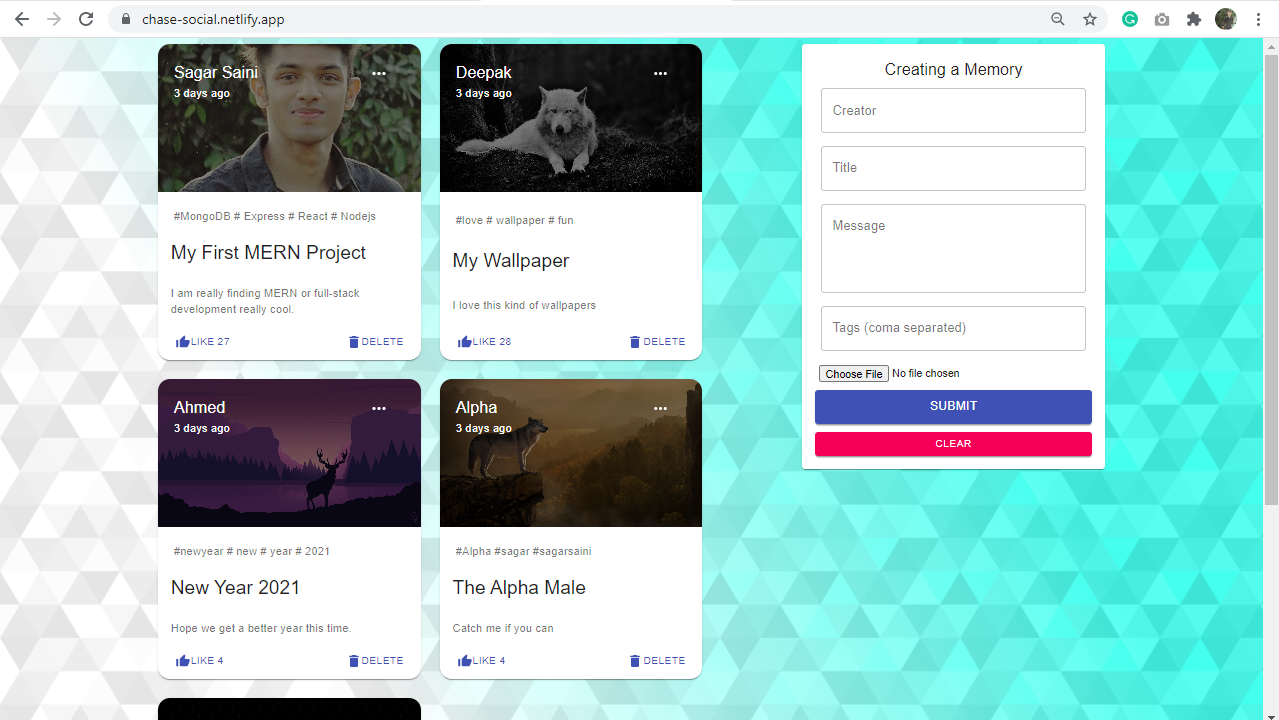 chase-social.netlify.app
Sagar Saini
3 days ago
#MongoDB # Express # React # Nodejs
My First MERN Project
I am really finding MERN or full-stack
development really cool.
LIKE 27
DELETE
Deepak
3 days ago
#love # wallpaper # fun
My Wallpaper
I love this kind of wallpapers
LIKE 28
DELETE
Ahmed
3 days ago
#newyear # new # year # 2021
New Year 2021
Hope we get a better year this time.
LIKE 4
DELETE
Alpha
3 days ago
#Alpha #sagar #sagarsaini
The Alpha Male
Catch me if you can
LIKE 4
DELETE
Creating a Memory
Creator
Title
Message
Tags (coma separated)
Choose File No file chosen
SUBMIT
CLEAR